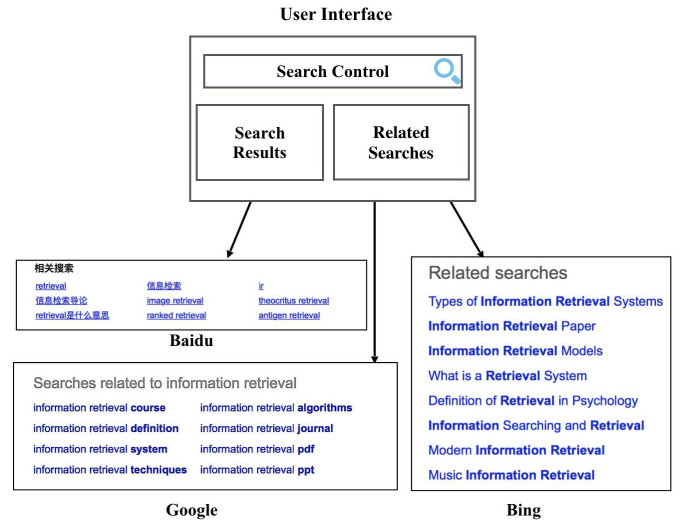 User Interface
Search Control
Search
Results
Related
Searches
相关搜索
retrieval 信息检索 ir
信息检索导论 image retrieval theocritus retrieval
retrieval是什么意思 ranked retrieval antigen retrieval
Baidu
Searches related to information retrieval
information retrieval course information retrieval algorithms
information retrieval definition information retrieval journal
information retrieval system information retrieval pdf
information retrieval techniques information retrieval ppt
Google
Related searches
Types of Information Retrieval Systems
Information Retrieval Paper
Information Retrieval Models
What is a Retrieval System
Definition of Retrieval in Psychology
Information Searching and Retrieval
Modern Information Retrieval
Music Information Retrieval
Bing